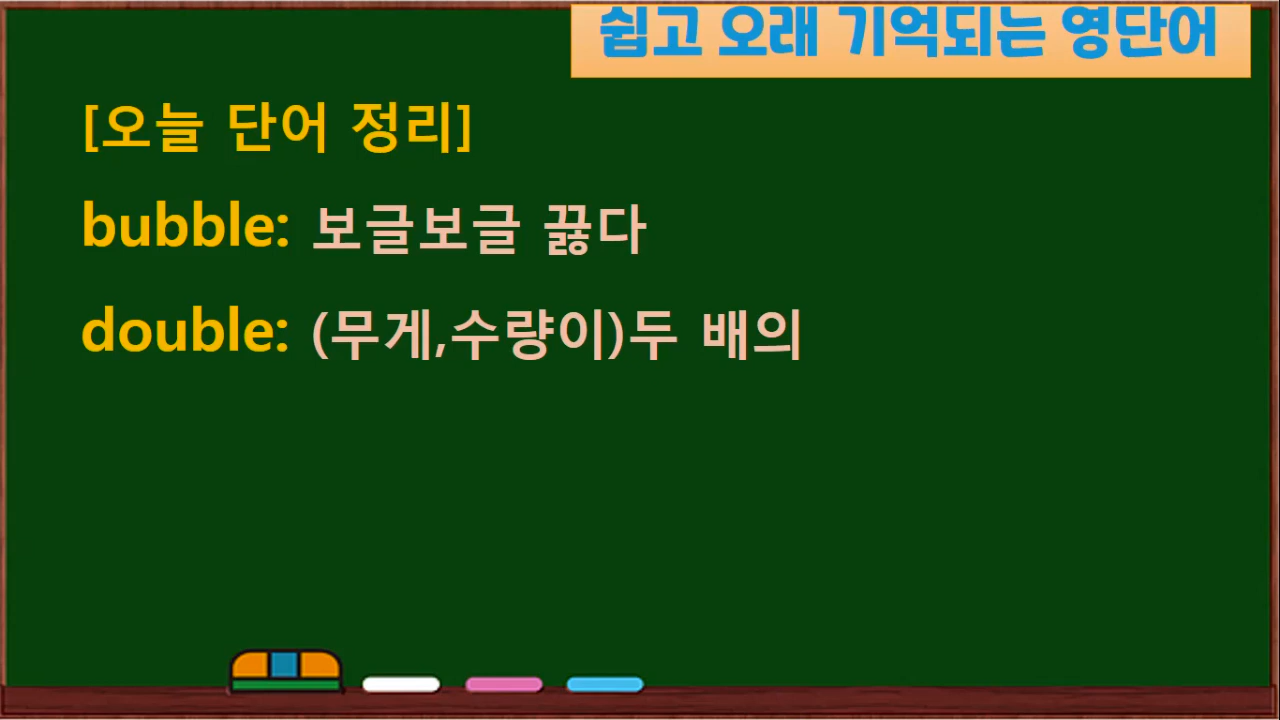 쉽고 오래 기억되는 영단어
[오늘 단어 정리]
bubble: 보글보글 끓다
double: (무게,수량이)두 배의